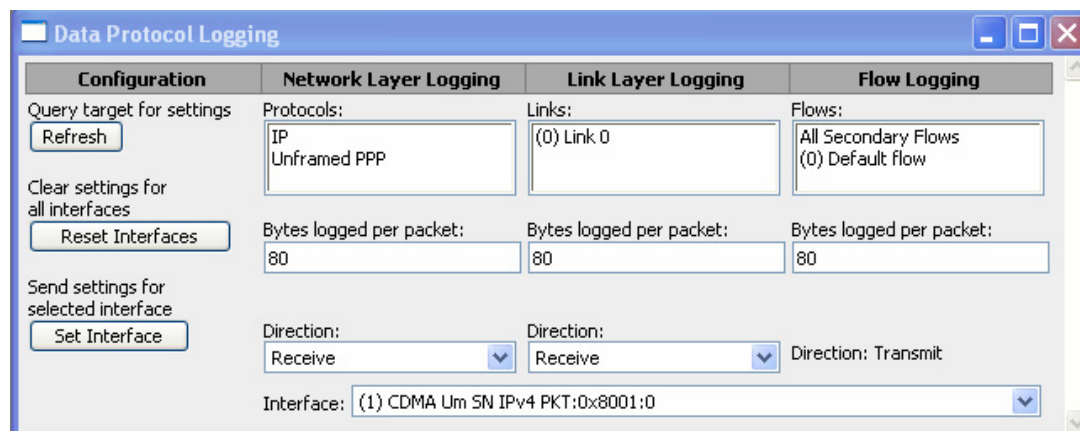 Data Protocol Logging
Configuration Network Layer Logging Link Layer Logging Flow Logging
Query target for settings
Refresh
Clear settings for
all interfaces
Reset Interfaces
Send settings for
selected interface
Set Interface
Protocols:
IP
Unframed PPP
Bytes logged per packet:
80
Direction:
Receive
Links:
(0) Link 0
Bytes logged per packet:
80
Direction:
Receive
Flows:
All Secondary Flows
(0) Default flow
Bytes logged per packet:
80
Direction: Transmit
Interface: (1) CDMA Um SN IPv4 PKT:0x8001:0